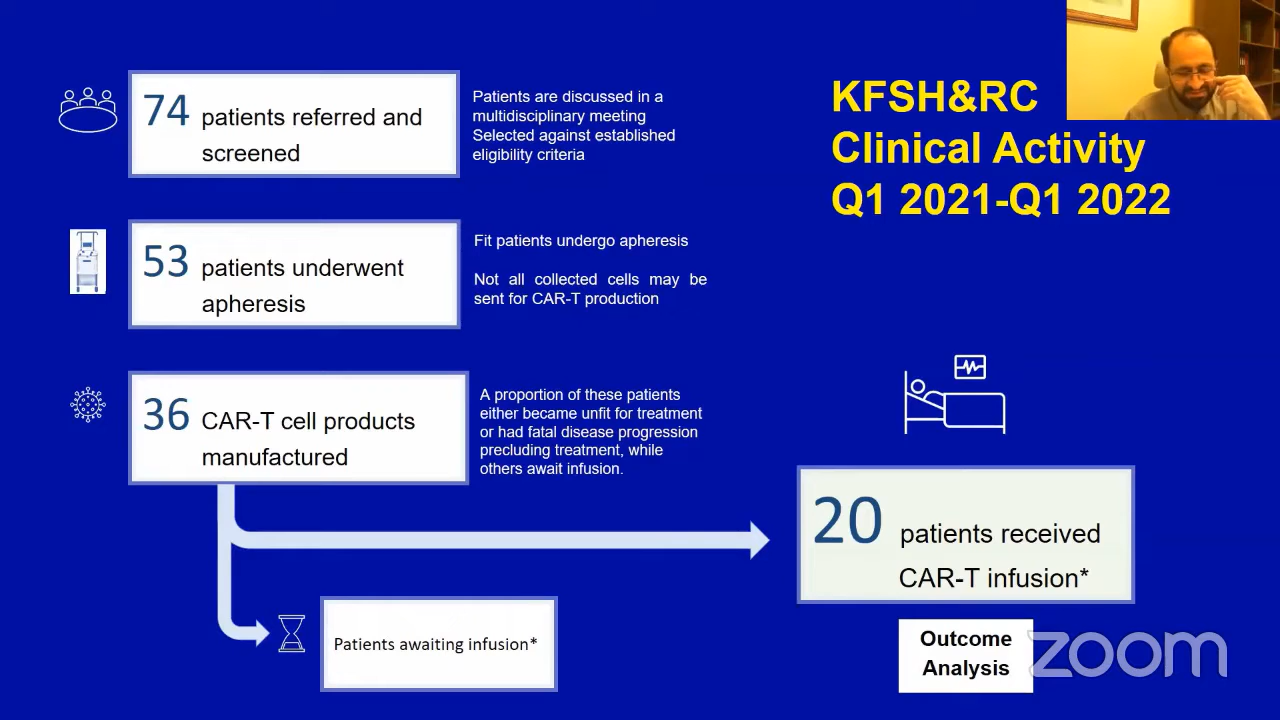 74 patients referred and
screened
Patients are discussed in a
multidisciplinary meeting
Selected against established
eligibility criteria
KFSH&RC
Clinical Activity
Q1 2021-Q1 2022
53 patients underwent
apheresis
Fit patients undergo apheresis
Not all collected cells may be
sent for CAR-T production
36 CAR-T cell products
manufactured
A proportion of these patients
either became unfit for treatment
or had fatal disease progression
precluding treatment, while
others await infusion.
20 patients received
CAR-T infusion*
Patients awaiting infusion*
Outcome
Analysis
zoom